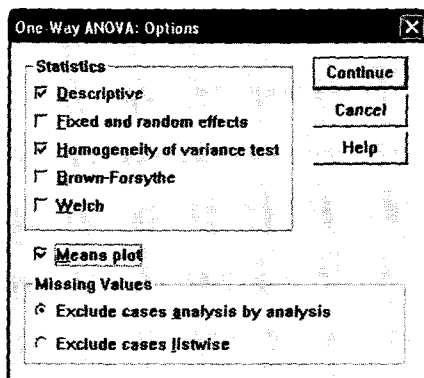 One-Way ANOVA: Options
Statistics
Descriptive
Fixed and random effects
Homogeneity of variance test
Brown-Forsythe
Welch
Continue
Cancel
Help
Means plot
Missing Values
Exclude cases analysis by analysis
Exclude cases listwise